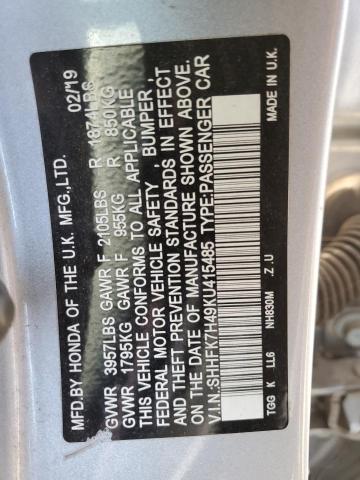 MFD.BY HONDA OF THE U.K. MFG.,LTD. 02/19
GVWR 3957LBS GAWR F 2105LBS R 1874LBS
GVWR 1795KG GAWR F 955KG R 850KG
THIS VEHICLE CONFORMS TO ALL APPLICABLE
FEDERAL MOTOR VEHICLE SAFETY , BUMPER ,
AND THEFT PREVENTION STANDARDS IN EFFECT
ON THE DATE OF MANUFACTURE SHOWN ABOVE.
V.I.N.:SHHFK7H49KU415485 TYPE:PASSENGER CAR
NH830M .Z .U MADE IN U.K.
TGG K LL6